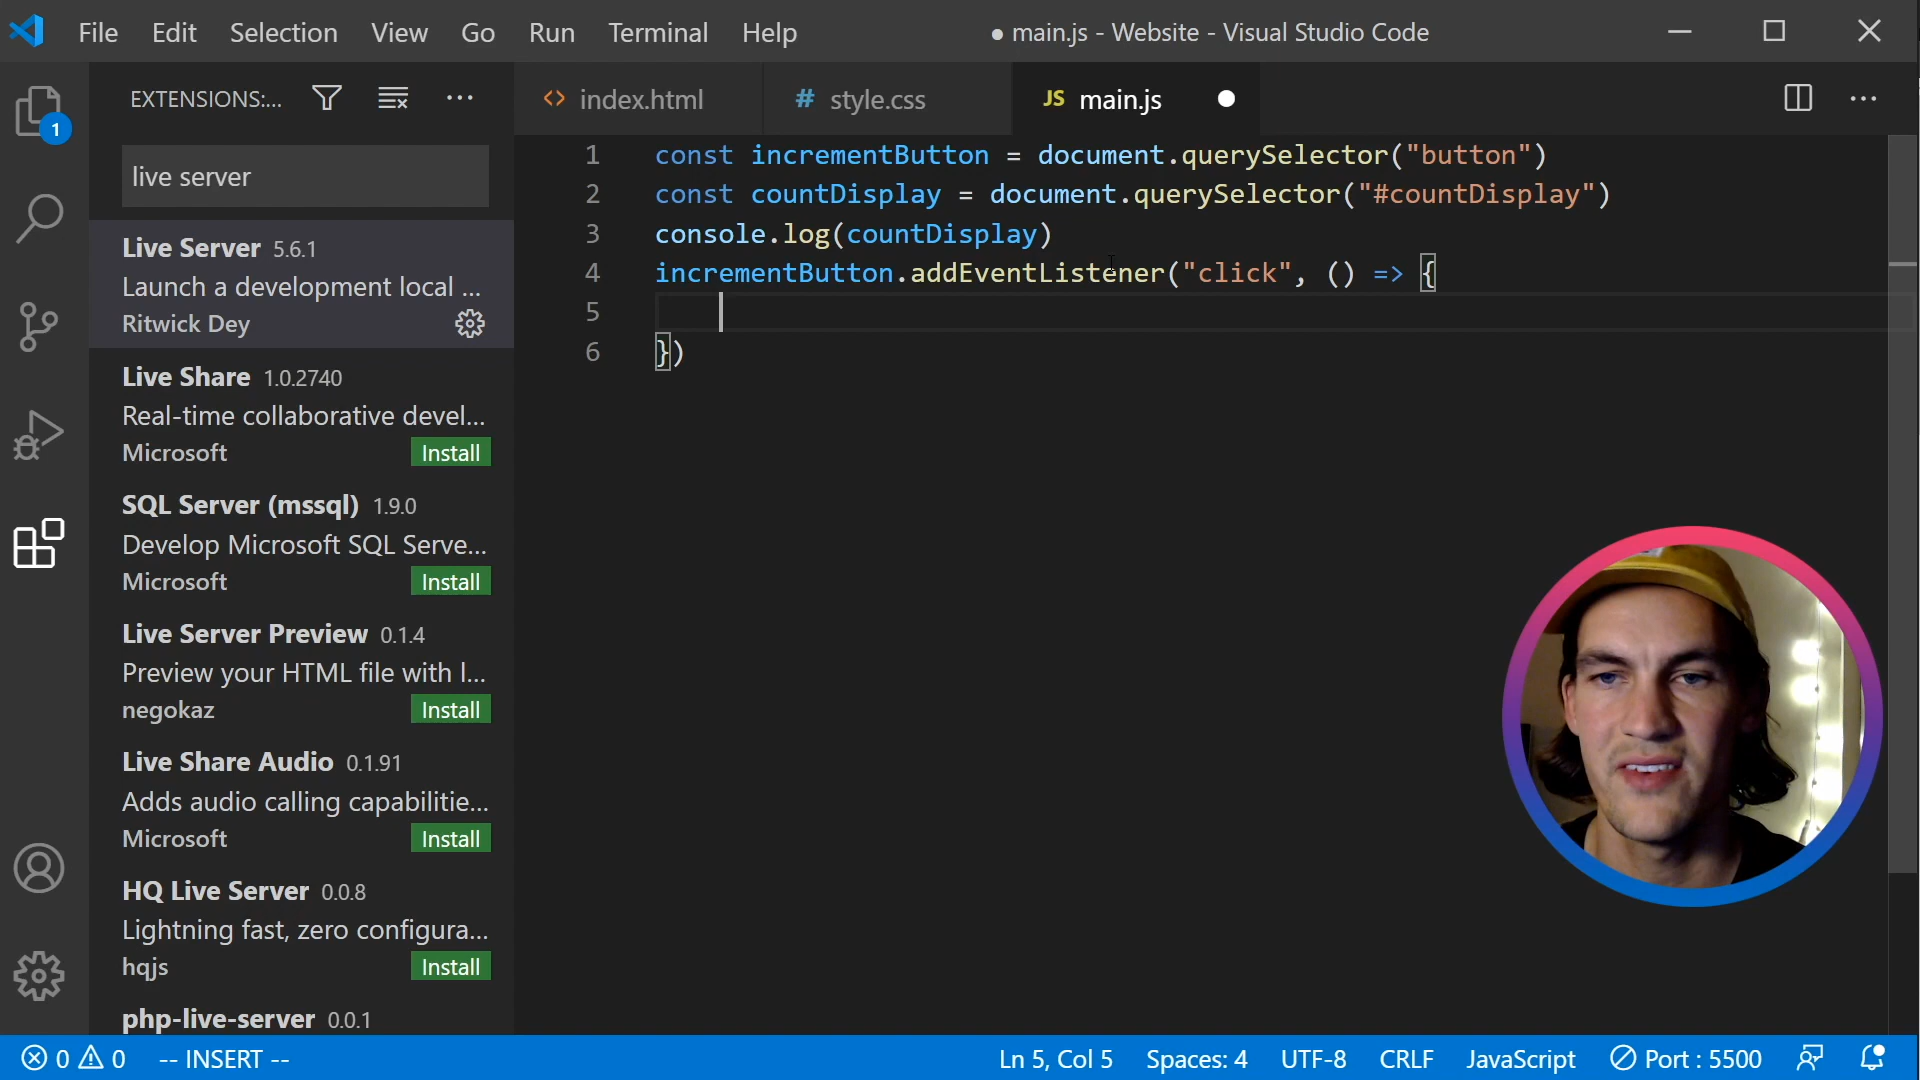 File Edit Selection View Go Run Terminal Help
● main.js - Website - Visual Studio Code
EXTENSIONS:...
index.html
# style.css
JS main.js
1
live server
Live Server 5.6.1
Launch a development local ...
Ritwick Dey
Live Share 1.0.2740
Real-time collaborative devel...
Microsoft Install
SQL Server (mssql) 1.9.0
Develop Microsoft SQL Serve...
Microsoft Install
Live Server Preview 0.1.4
Preview your HTML file with l...
negokaz Install
Live Share Audio 0.1.91
Adds audio calling capabilitie...
Microsoft Install
HQ Live Server 0.0.8
Lightning fast, zero configura...
hqjs Install
php-live-server 0.0.1
1 const incrementButton = document.querySelector("button")
2 const countDisplay = document.querySelector("#countDisplay")
3 console.log(countDisplay)
4 incrementButton.addEventListener("click", () => {
5
6 })
0 0 -- INSERT --
Ln 5, Col 5 Spaces: 4 UTF-8 CRLF JavaScript Port : 5500